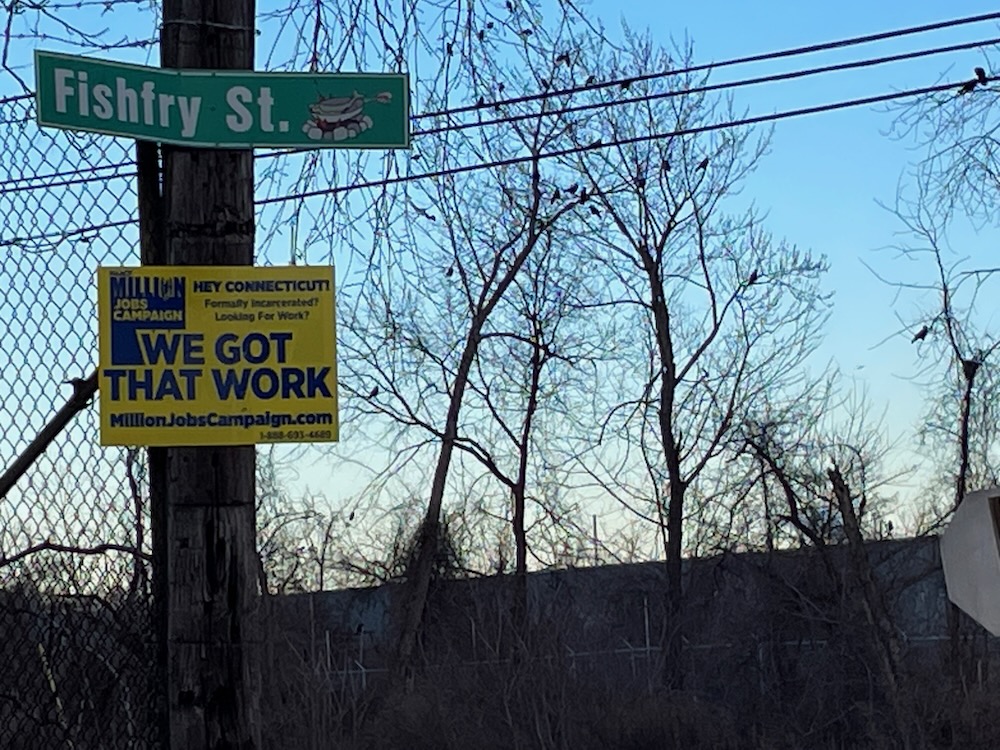 Fishfry St.
MILLION
JOBS
CAMPAIGN
HEY CONNECTICUT!
Formally Incarcerated?
Looking For Work?
WE GOT
THAT WORK
MillionJobsCampaign.com
1-888-693-4689